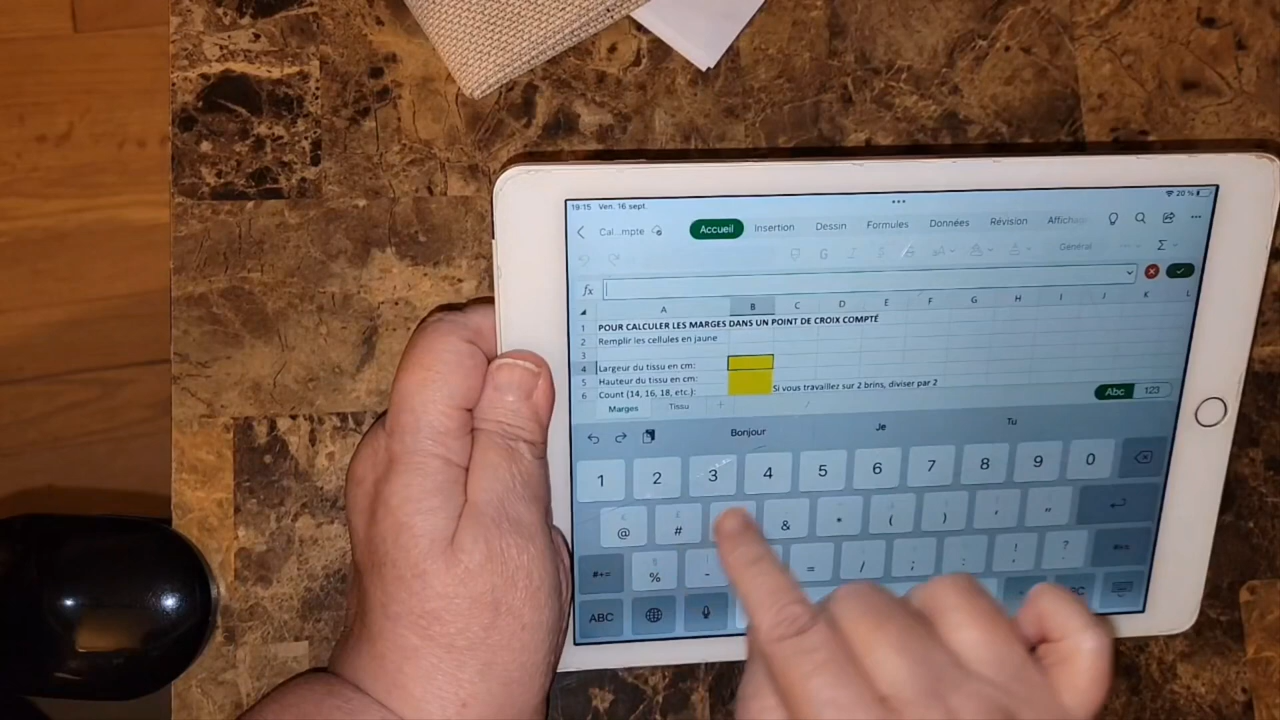 19:15 Ven. 16 sept. 20 %
Cal...mpte Accueil Insertion Dessin Formules Données Révision Affichage
G I S Général Σ
fx
A B C D E F G H I J K L
1 POUR CALCULER LES MARGES DANS UN POINT DE CROIX COMPTÉ
2 Remplir les cellules en jaune
3
4 Largeur du tissu en cm:
5 Hauteur du tissu en cm:
6 Count (14, 16, 18, etc.): Si vous travaillez sur 2 brins, diviser par 2
Marges Tissu + Abc 123
Bonjour Je Tu
1 2 3 4 5 6 7 8 9 0
@ # & * ( ) ' "
#+= % - = / ; : ! ? #+=
ABC